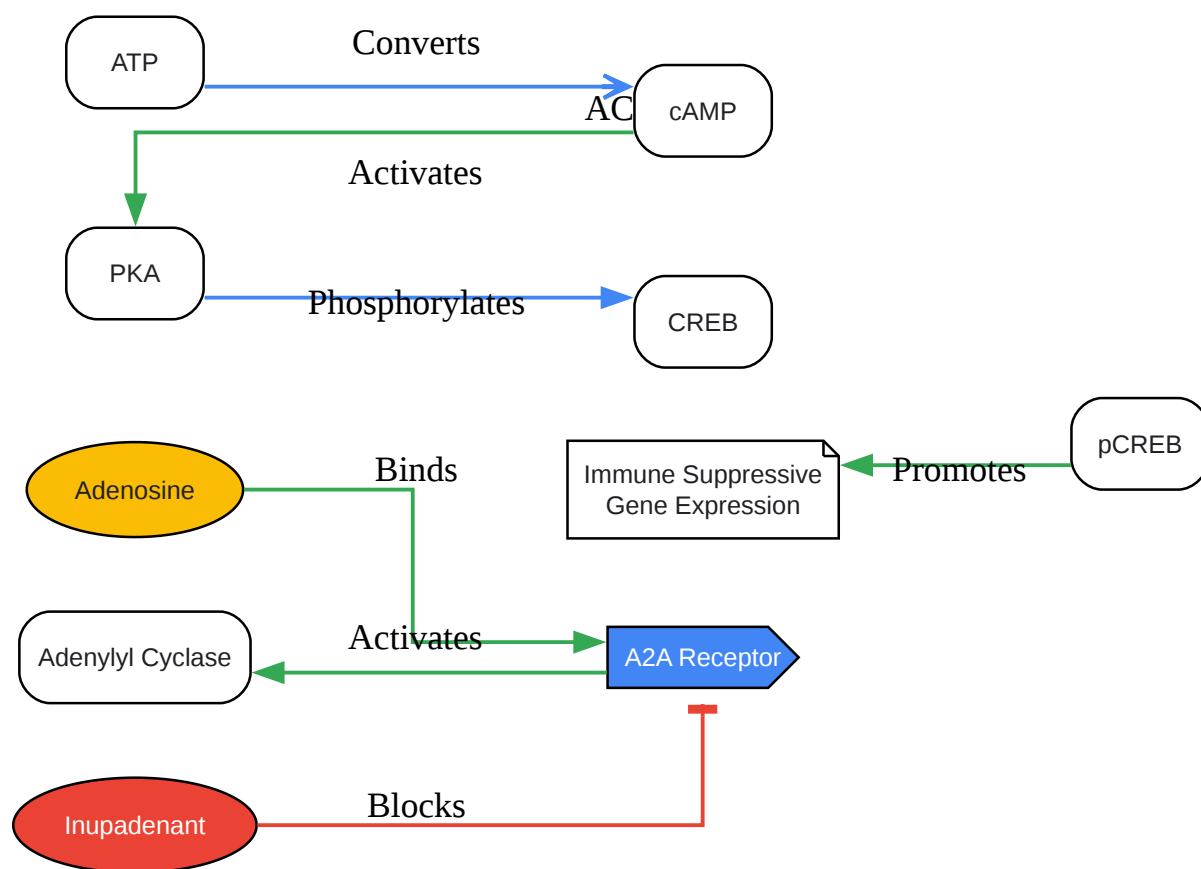 ATP
Converts
AC
cAMP
Activates
PKA
Phosphorylates
CREB
pCREB
Adenosine
Binds
Immune Suppressive
Gene Expression
Promotes
Adenylyl Cyclase
Activates
A2A Receptor
Inupadenant
Blocks